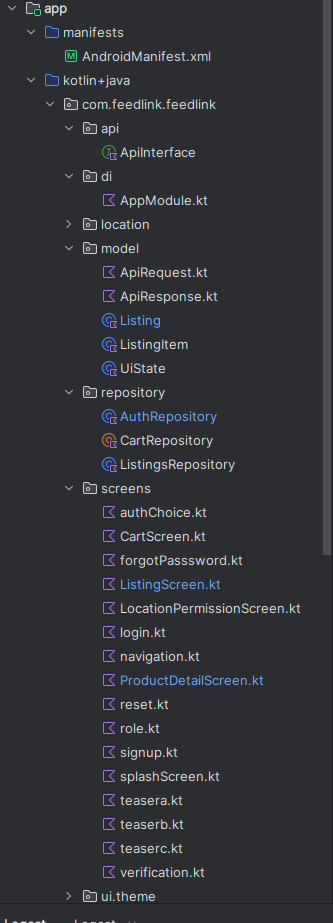 app
manifests
AndroidManifest.xml
kotlin+java
com.feedlink.feedlink
api
ApiInterface
di
AppModule.kt
location
model
ApiRequest.kt
ApiResponse.kt
Listing
ListingItem
UiState
repository
AuthRepository
CartRepository
ListingsRepository
screens
authChoice.kt
CartScreen.kt
forgotPasssword.kt
ListingScreen.kt
LocationPermissionScreen.kt
login.kt
navigation.kt
ProductDetailScreen.kt
reset.kt
role.kt
signup.kt
splashScreen.kt
teasera.kt
teaserb.kt
teaserc.kt
verification.kt
ui.theme